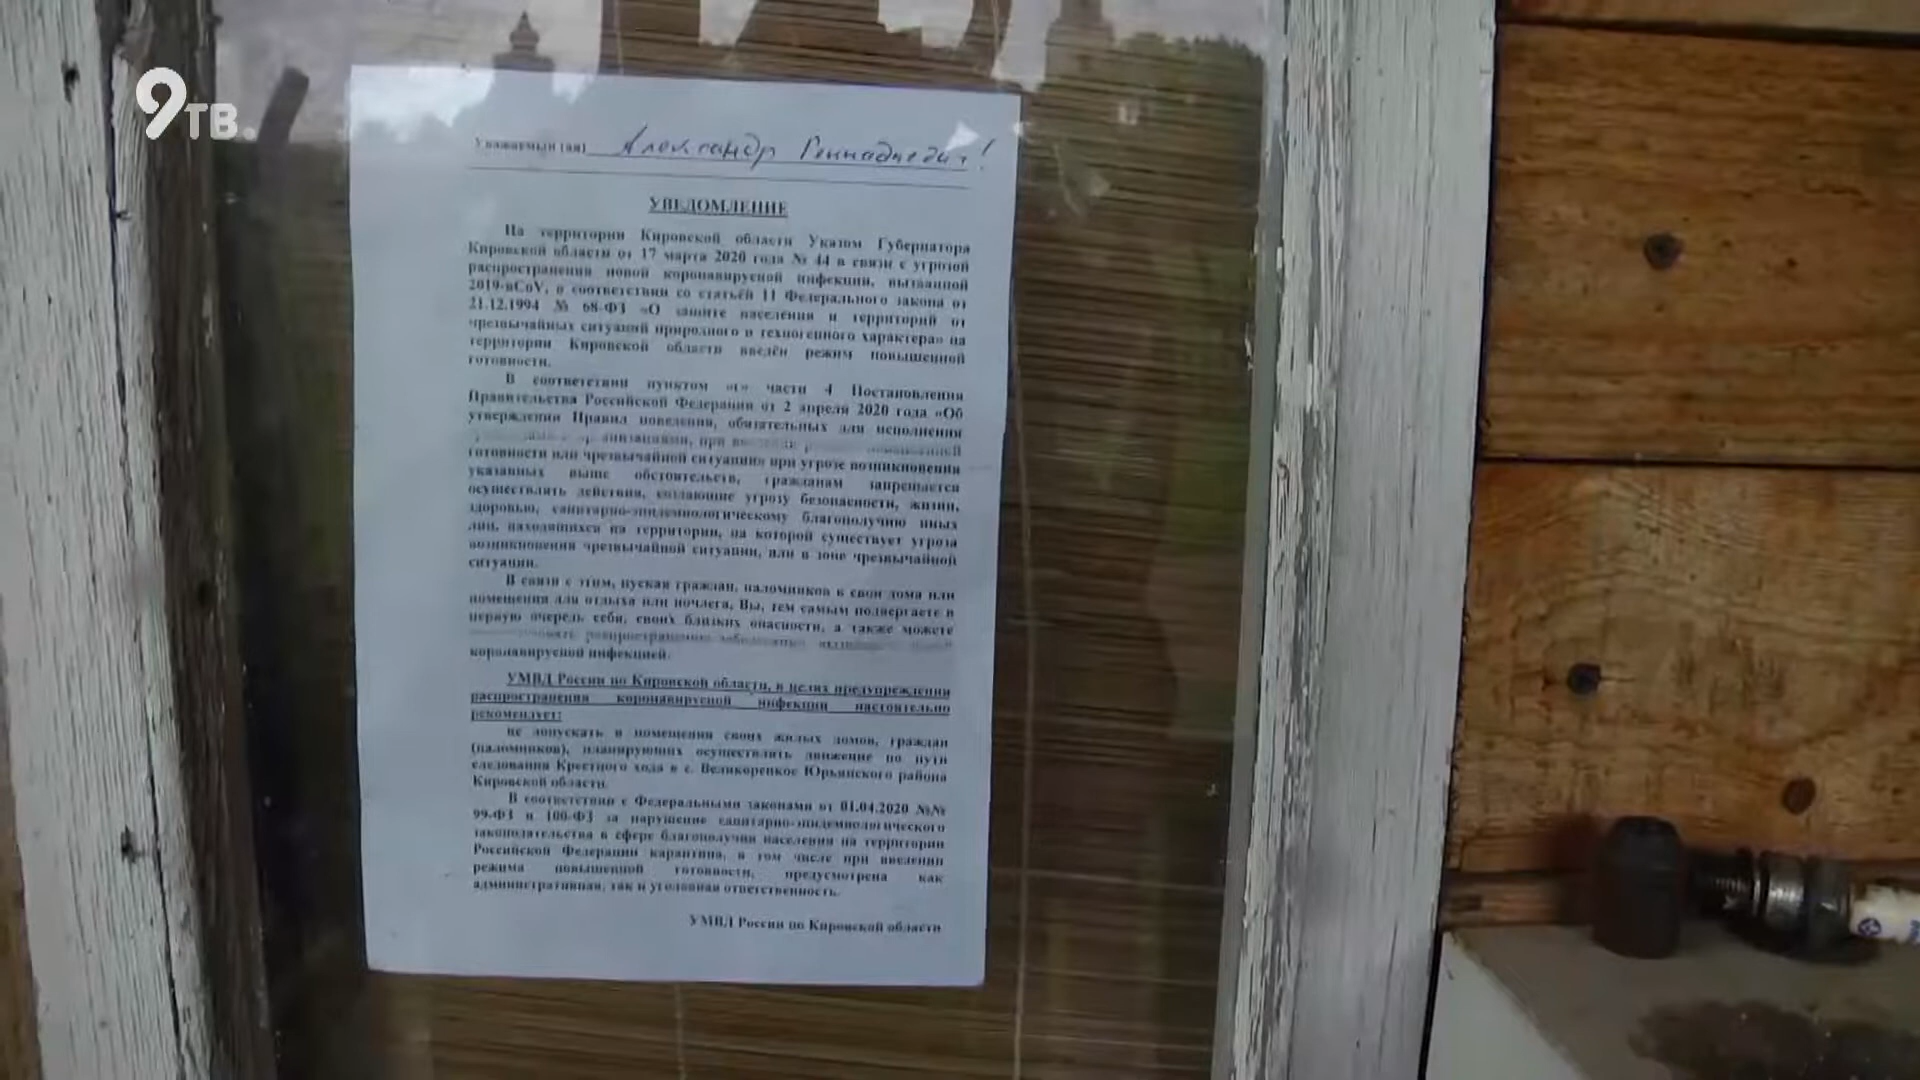 9ТВ.
Уважаемый (ая) Александр Геннадьевич!
УВЕДОМЛЕНИЕ
На территории Кировской области Указом Губернатора
Кировской области от 17 марта 2020 года № 44 в связи с угрозой
распространения новой коронавирусной инфекции, вызванной
2019-nCoV, в соответствии со статьёй 11 Федерального закона от
21.12.1994 № 68-ФЗ «О защите населения и территорий от
чрезвычайных ситуаций природного и техногенного характера» на
территории Кировской области введён режим повышенной
готовности.
В соответствии пунктом «г» части 4 Постановления
Правительства Российской Федерации от 2 апреля 2020 года «Об
утверждении Правил поведения, обязательных для исполнения
организациями, при
готовности или чрезвычайной ситуации» при угрозе возникновения
указанных выше обстоятельств, гражданам запрещается
осуществлять действия, создающие угрозу безопасности, жизни,
здоровью, санитарно-эпидемиологическому благополучию иных
лиц, находящихся на территории, на которой существует угроза
возникновения чрезвычайной ситуации, или в зоне чрезвычайной
ситуации.
В связи с этим, пуская граждан, паломников в свои дома или
помещения для отдыха или ночлега, Вы, тем самым подвергаете в
первую очередь себя, своих близких опасности, а также можете
распространению заболевания
коронавирусной инфекцией.
УМВД России по Кировской области, в целях предупреждения
распространения коронавирусной инфекции настоятельно
рекомендует:
не допускать в помещения своих жилых домов, граждан
(паломников), планирующих осуществлять движение по пути
следования Крестного хода в с. Великорецкое Юрьянского района
Кировской области.
В соответствии с Федеральными законами от 01.04.2020 №№
99-ФЗ и 100-ФЗ за нарушение санитарно-эпидемиологического
законодательства в сфере благополучия населения на территории
Российской Федерации карантина, в том числе при введении
режима повышенной готовности, предусмотрена как
административная, так и уголовная ответственность.
УМВД России по Кировской области